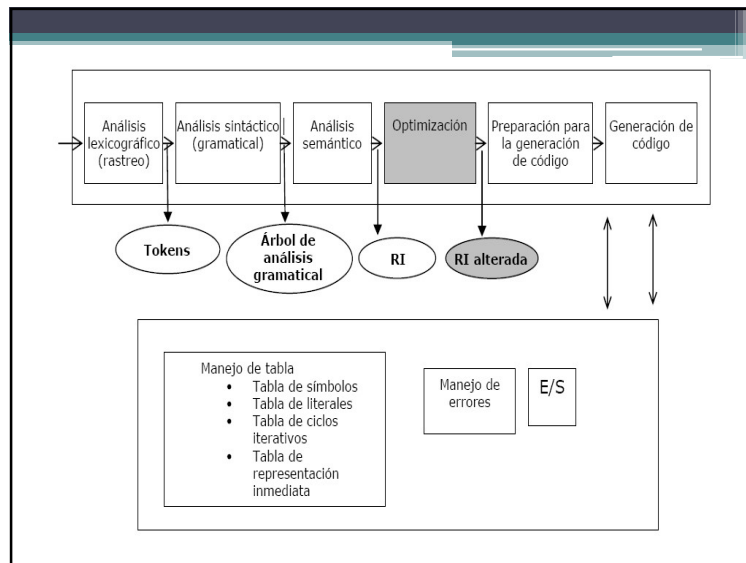 Análisis
lexicográfico
(rastreo)
Análisis sintáctico
(gramatical)
Análisis
semántico
Optimización
Preparación para
la generación
de código
Generación de
código
Tokens
Árbol de
análisis
gramatical
RI
RI alterada
Manejo de tabla
• Tabla de símbolos
• Tabla de literales
• Tabla de ciclos
iterativos
• Tabla de
representación
inmediata
Manejo de
errores
E/S